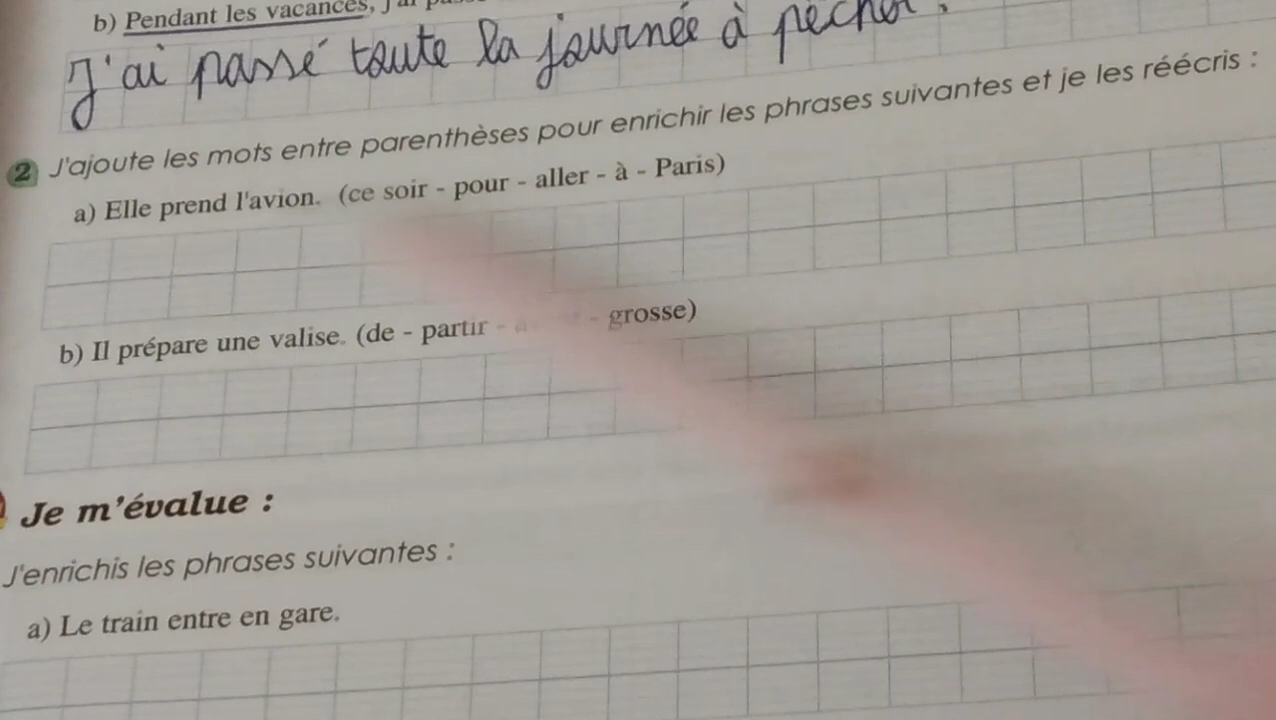 b) Pendant les vacances, j'ai
J'ai passé toute la journée à pêcher.
2 J'ajoute les mots entre parenthèses pour enrichir les phrases suivantes et je les réécris :
a) Elle prend l'avion. (ce soir - pour - aller - à - Paris)
b) Il prépare une valise. (de - partir - - grosse)
Je m'évalue :
J'enrichis les phrases suivantes :
a) Le train entre en gare.